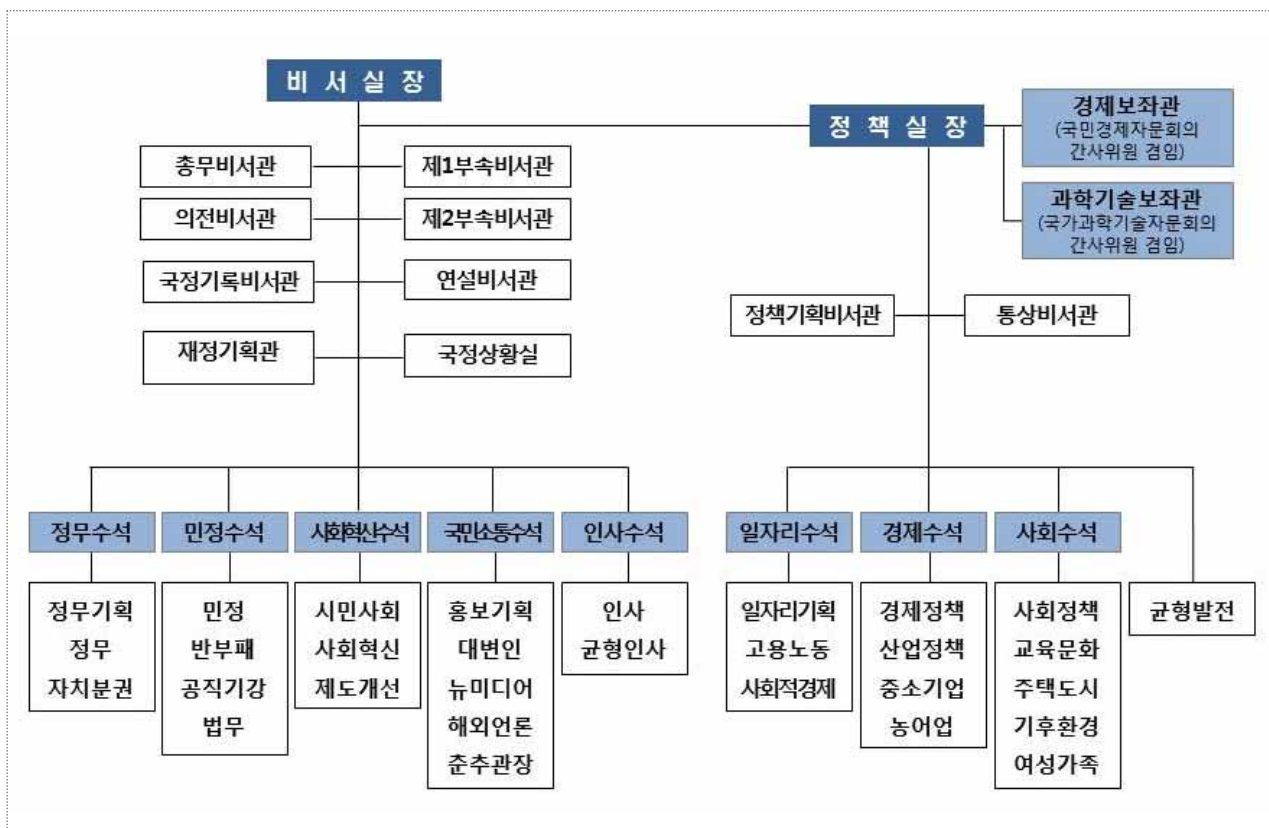 비 서 실 장
정 책 실 장
경제보좌관
(국민경제자문회의
간사위원 겸임)
과학기술보좌관
(국가과학기술자문회의
간사위원 겸임)
총무비서관
제1부속비서관
의전비서관
제2부속비서관
국정기록비서관
연설비서관
재정기획관
국정상황실
정책기획비서관
통상비서관
정무수석
민정수석
사회혁신수석
국민소통수석
인사수석
일자리수석
경제수석
사회수석
정무기획
정무
자치분권
민정
반부패
공직기강
법무
시민사회
사회혁신
제도개선
홍보기획
대변인
뉴미디어
해외언론
춘추관장
인사
균형인사
일자리기획
고용노동
사회적경제
경제정책
산업정책
중소기업
농어업
사회정책
교육문화
주택도시
기후환경
여성가족
균형발전